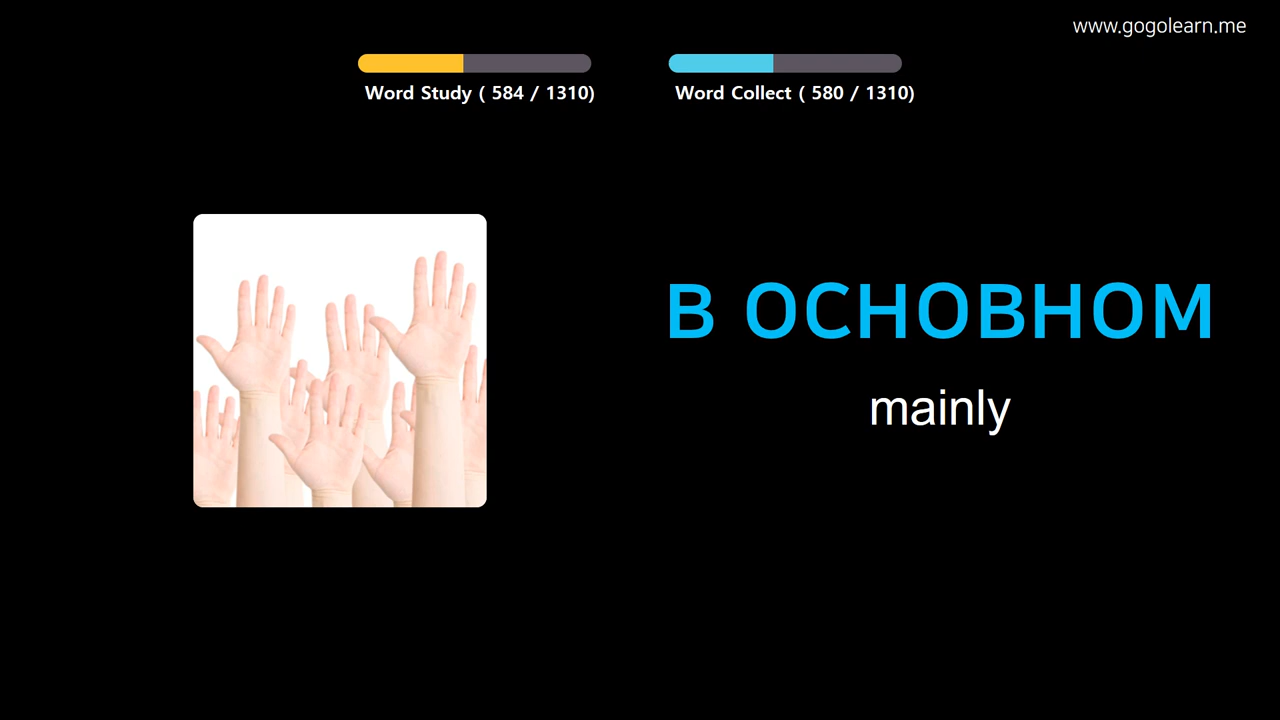 www.gogolearn.me
Word Study ( 584 / 1310)
Word Collect ( 580 / 1310)
В ОСНОВНОМ
mainly